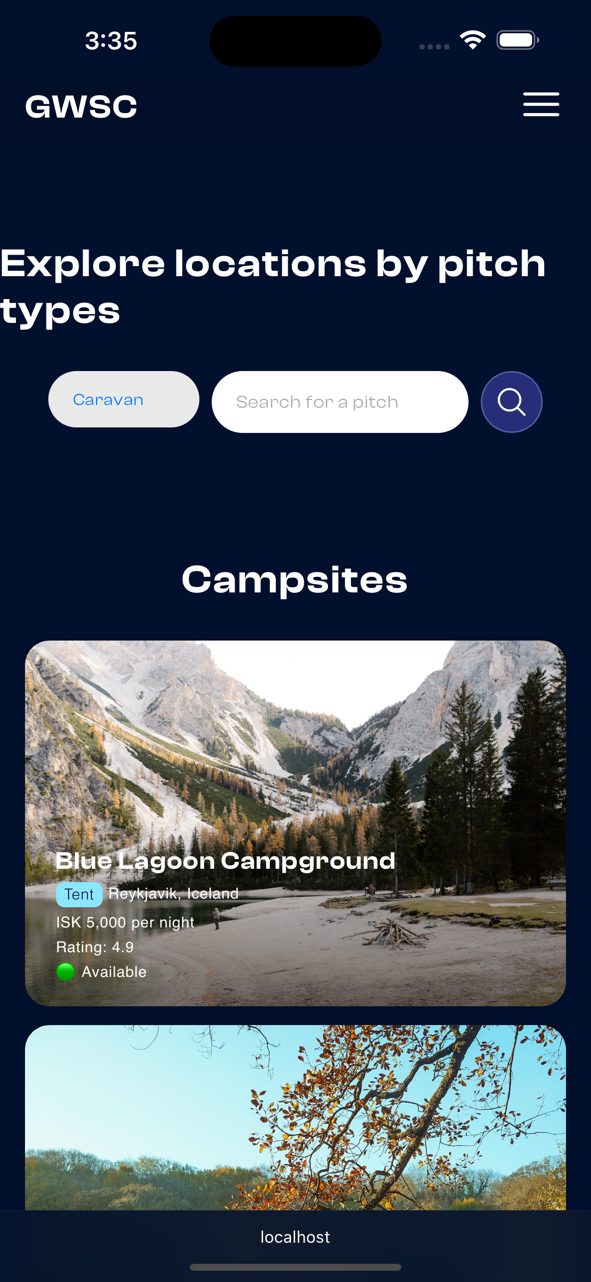 3:35
GWSC
Explore locations by pitch
types
Caravan
Search for a pitch
Campsites
Blue Lagoon Campground
Tent Reykjavik, Iceland
ISK 5,000 per night
Rating: 4.9
Available
localhost